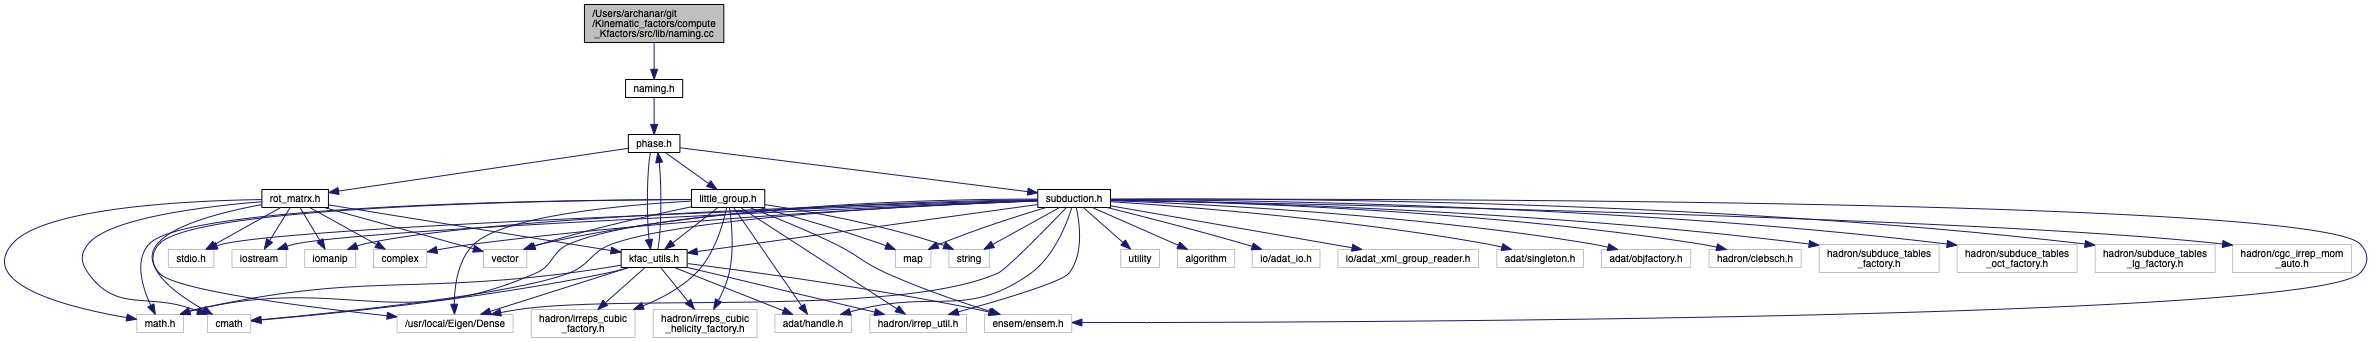 /Users/archanar/git
/Kinematic_factors/compute
_Kfactors/src/lib/naming.cc
naming.h
phase.h
rot_matrx.h
little_group.h
subduction.h
stdio.h
iostream
iomanip
complex
vector
kfac_utils.h
map
string
utility
algorithm
io/adat_io.h
io/adat_xml_group_reader.h
adat/singleton.h
adat/objfactory.h
hadron/clebsch.h
hadron/subduce_tables
_factory.h
hadron/subduce_tables
_oct_factory.h
hadron/subduce_tables
_lg_factory.h
hadron/cgc_irrep_mom
_auto.h
math.h
cmath
/usr/local/Eigen/Dense
hadron/irreps_cubic
_factory.h
hadron/irreps_cubic
_helicity_factory.h
adat/handle.h
hadron/irrep_util.h
ensem/ensem.h